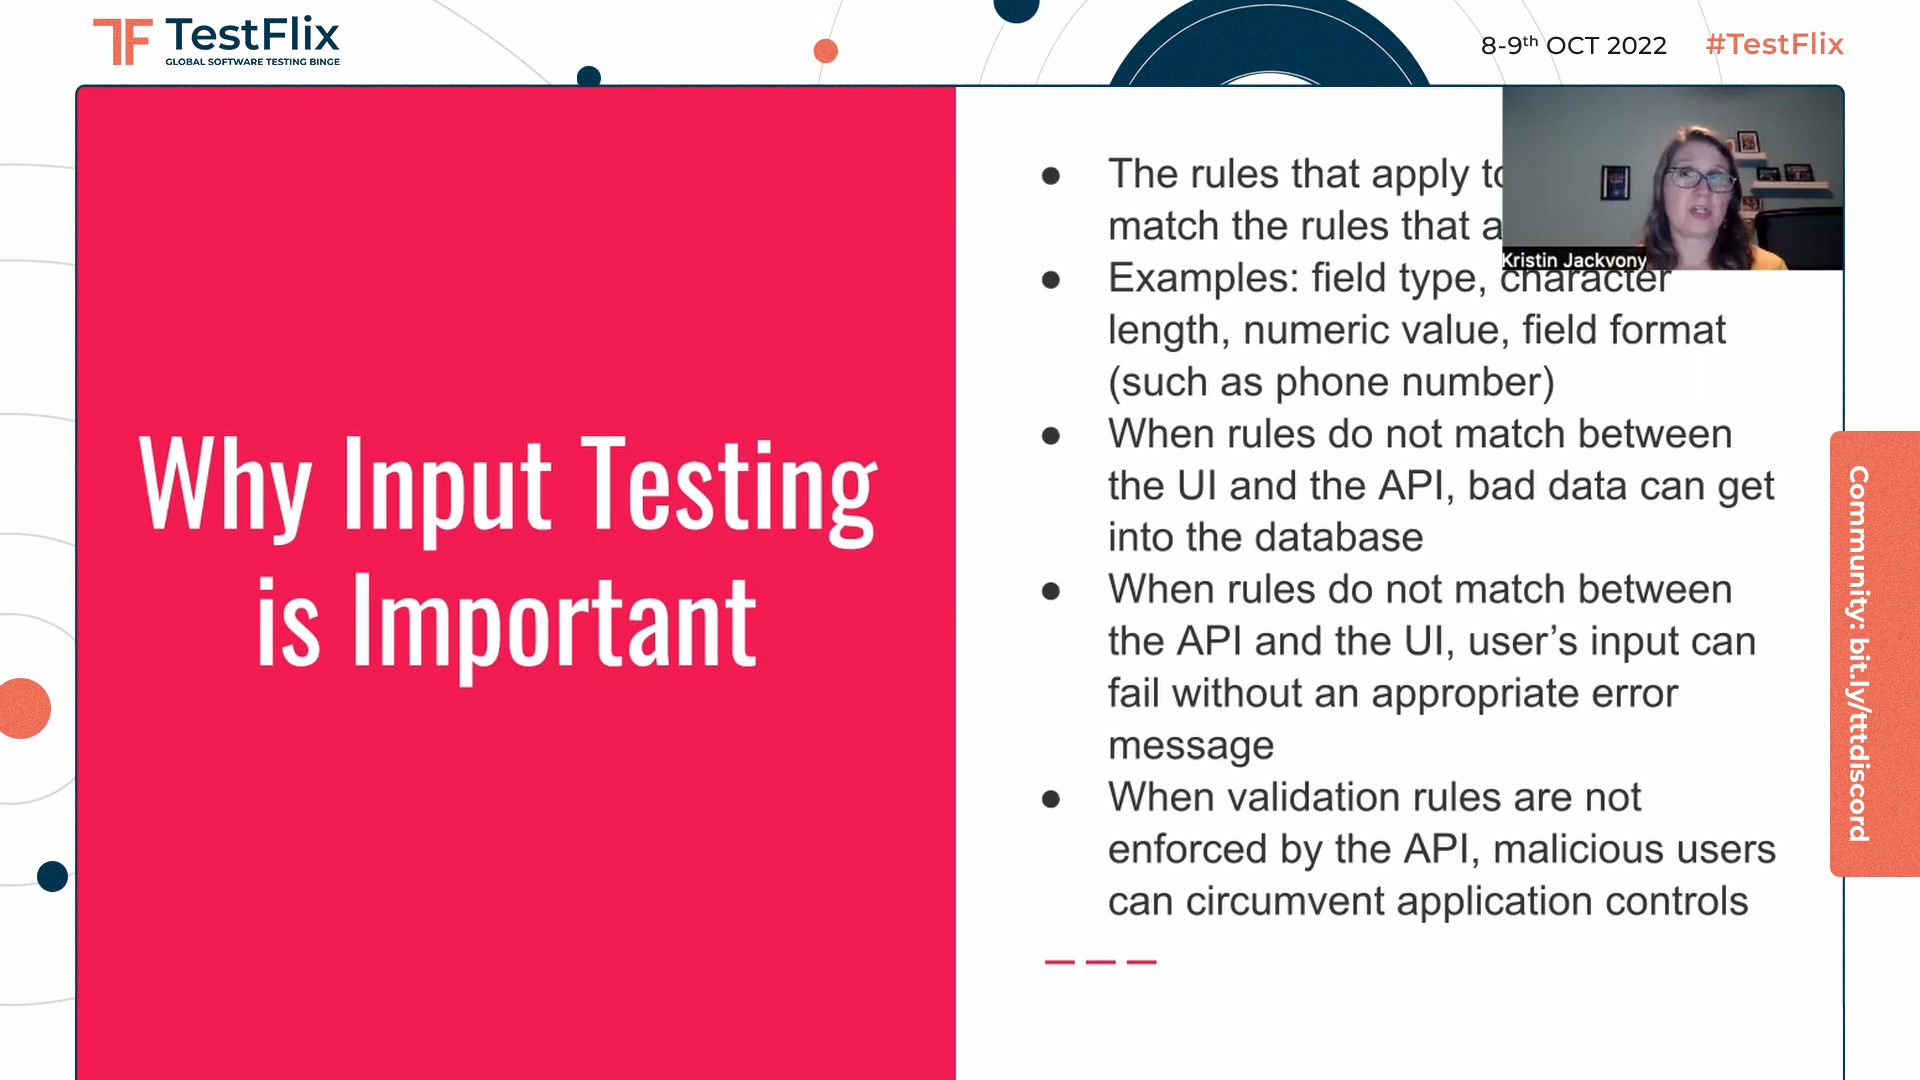 TF TestFlix
GLOBAL SOFTWARE TESTING BINGE
8-9th OCT 2022 #TestFlix
Why Input Testing
is Important
● The rules that apply
match the rules that
Kristin Jackvony
● Examples: field type, character
length, numeric value, field format
(such as phone number)
● When rules do not match between
the UI and the API, bad data can get
into the database
● When rules do not match between
the API and the UI, user’s input can
fail without an appropriate error
message
● When validation rules are not
enforced by the API, malicious users
can circumvent application controls
Community: bit.ly/tttdiscord